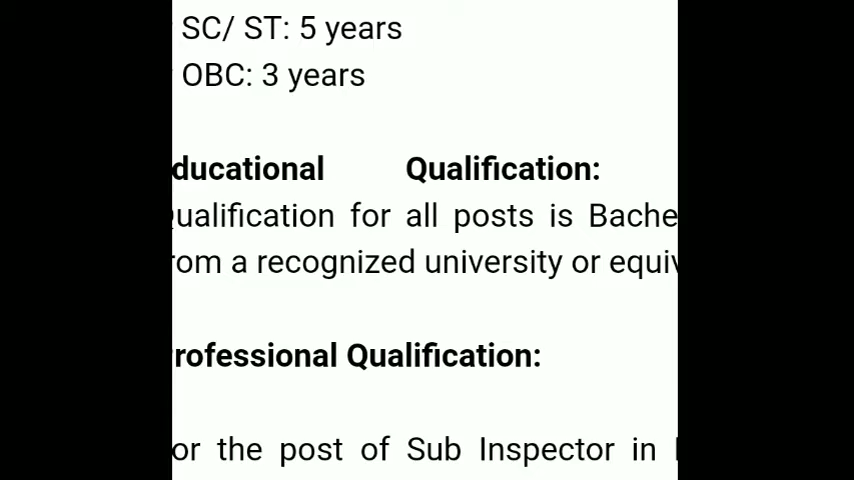 SC/ ST: 5 years
OBC: 3 years
ducational Qualification:
ualification for all posts is Bache
rom a recognized university or equiv
rofessional Qualification:
or the post of Sub Inspector in